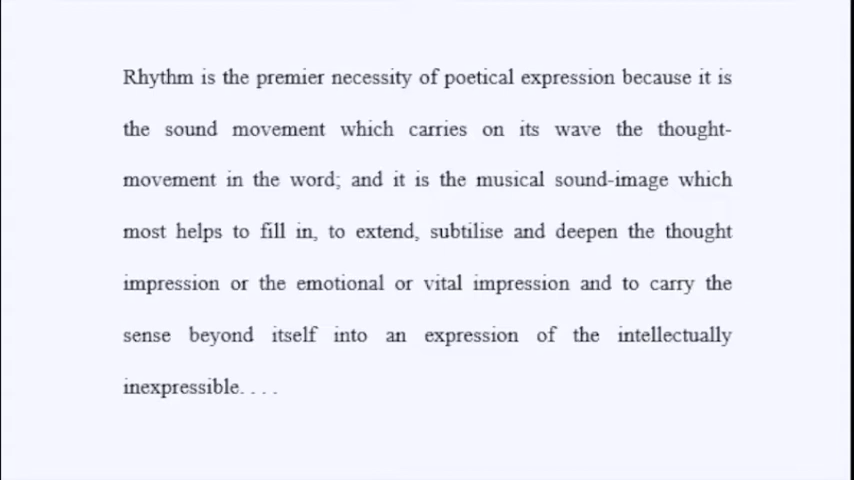 Rhythm is the premier necessity of poetical expression because it is
the sound movement which carries on its wave the thought-
movement in the word; and it is the musical sound-image which
most helps to fill in, to extend, subtilise and deepen the thought
impression or the emotional or vital impression and to carry the
sense beyond itself into an expression of the intellectually
inexpressible. . . .